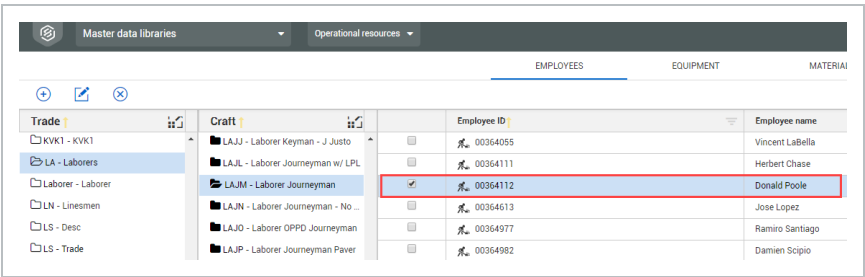 Master data libraries Operational resources
EMPLOYEES EQUIPMENT MATERIAL
Trade Craft Employee ID Employee name
KVK1 - KVK1 LAJJ - Laborer Keyman - J Justo 00364055 Vincent LaBella
LA - Laborers LAJL - Laborer Journeyman w/ LPL 00364111 Herbert Chase
Laborer - Laborer LAJM - Laborer Journeyman 00364112 Donald Poole
LN - Linesmen LAJN - Laborer Journeyman - No ... 00364613 Jose Lopez
LS - Desc LAJO - Laborer OPPD Journeyman 00364977 Ramiro Santiago
LS - Trade LAJP - Laborer Journeyman Paver 00364982 Damien Scipio